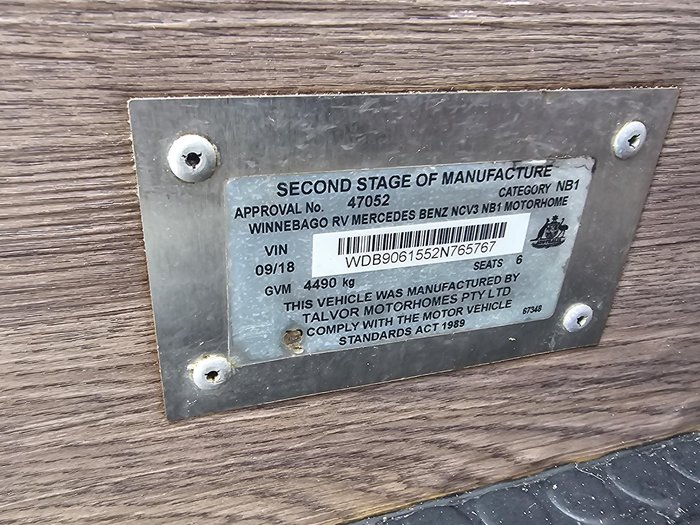 SECOND STAGE OF MANUFACTURE
APPROVAL No. 47052 CATEGORY NB1
WINNEBAGO RV MERCEDES BENZ NCV3 NB1 MOTORHOME
VIN WDB9061552N765767
09/18
GVM 4490 kg SEATS 6
THIS VEHICLE WAS MANUFACTURED BY
TALVOR MOTORHOMES PTY LTD
O COMPLY WITH THE MOTOR VEHICLE
STANDARDS ACT 1989 67348